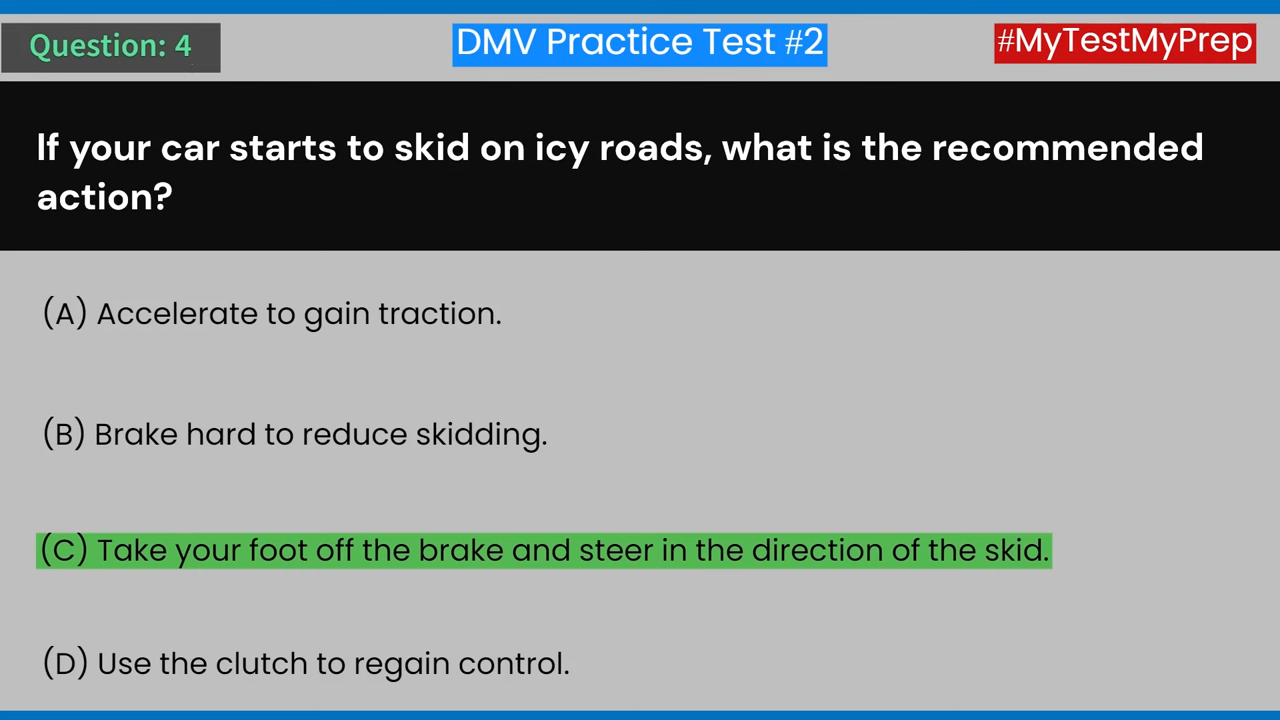 Question: 4
DMV Practice Test #2
#MyTestMyPrep
If your car starts to skid on icy roads, what is the recommended
action?
(A) Accelerate to gain traction.
(B) Brake hard to reduce skidding.
(C) Take your foot off the brake and steer in the direction of the skid.
(D) Use the clutch to regain control.